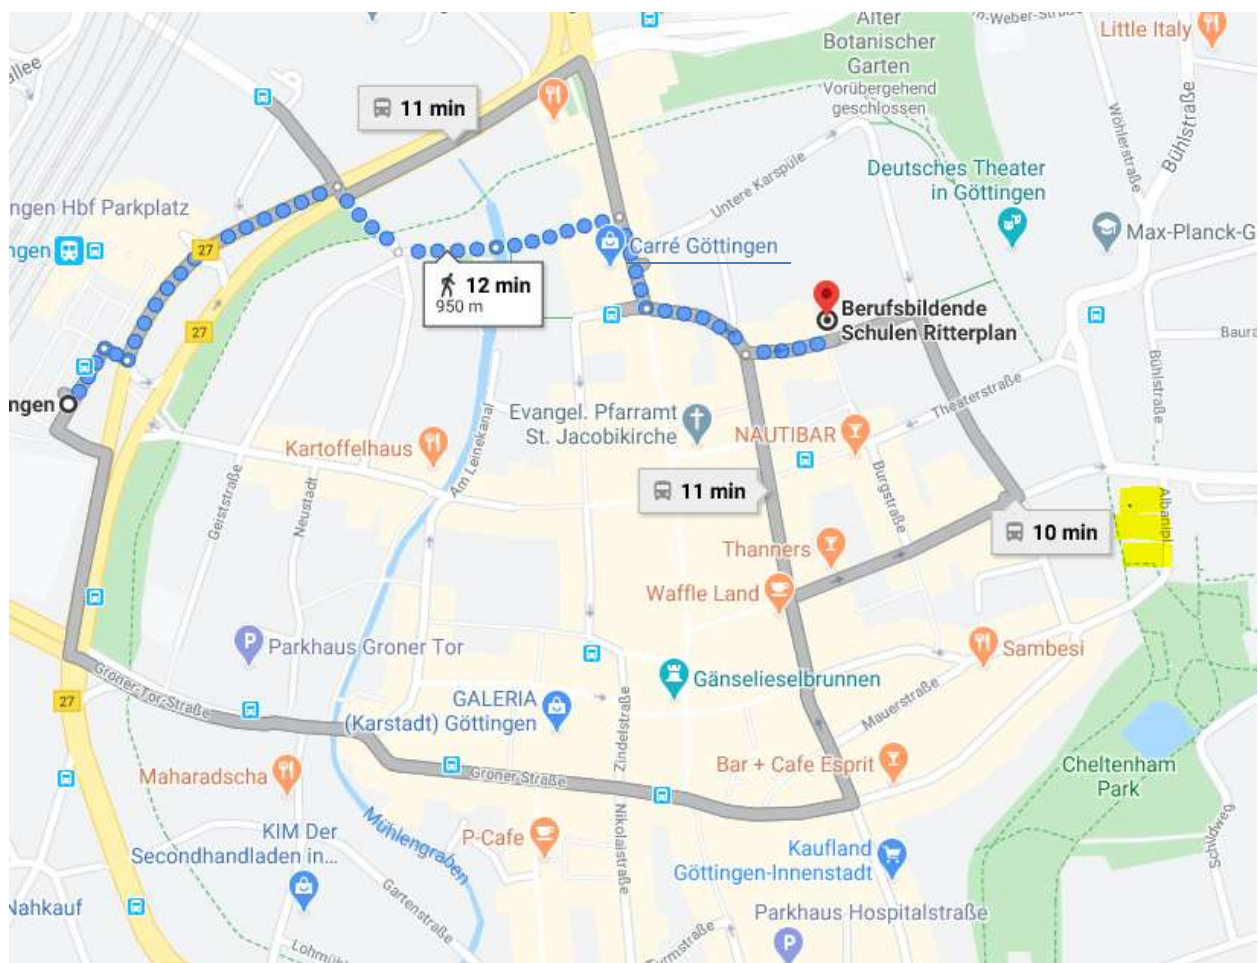 allee
Alter
Botanischer
Garten
Vorübergehend
geschlossen
n-Weber-Straße
Little Italy
11 min
Wöhlerstraße
Bühlstraße
Untere Karspüle
Deutsches Theater
in Göttingen
ngen Hbf Parkplatz
ngen
27
Carré Göttingen
Max-Planck-G
12 min
950 m
27
Berufsbildende
Schulen Ritterplan
Baura
Bühlstraße
Theaterstraße
ngen
Evangel. Pfarramt
St. Jacobikirche
NAUTIBAR
Kartoffelhaus
Am Leinekanal
Geiststraße
Neustadt
Burgstraße
11 min
Albanipl.
10 min
Thanners
Waffle Land
Parkhaus Groner Tor
Sambesi
Gänselieselbrunnen
27
Groner-Tor-Straße
GALERIA
(Karstadt) Göttingen
Zindelstraße
Mauerstraße
Maharadscha
Groner Straße
Bar + Cafe Esprit
Cheltenham
Park
Mühlengraben
P-Cafe
Nikolaistraße
KIM Der
Secondhandladen in...
Kaufland
Göttingen-Innenstadt
Schildweg
Nahkauf
Gartenstraße
Parkhaus Hospitalstraße
Lohmühl
Turmstraße